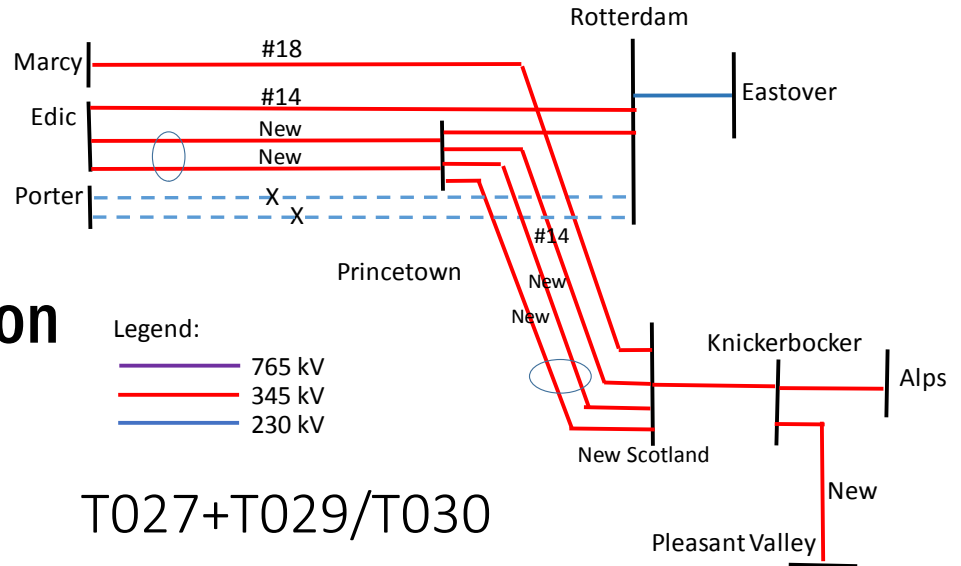 Rotterdam
Marcy
#18
Eastover
Edic
#14
New
New
Porter
X
X
#14
Princetown
New
New
on
Legend:
765 kV
345 kV
230 kV
Knickerbocker
Alps
New Scotland
New
T027+T029/T030
Pleasant Valley